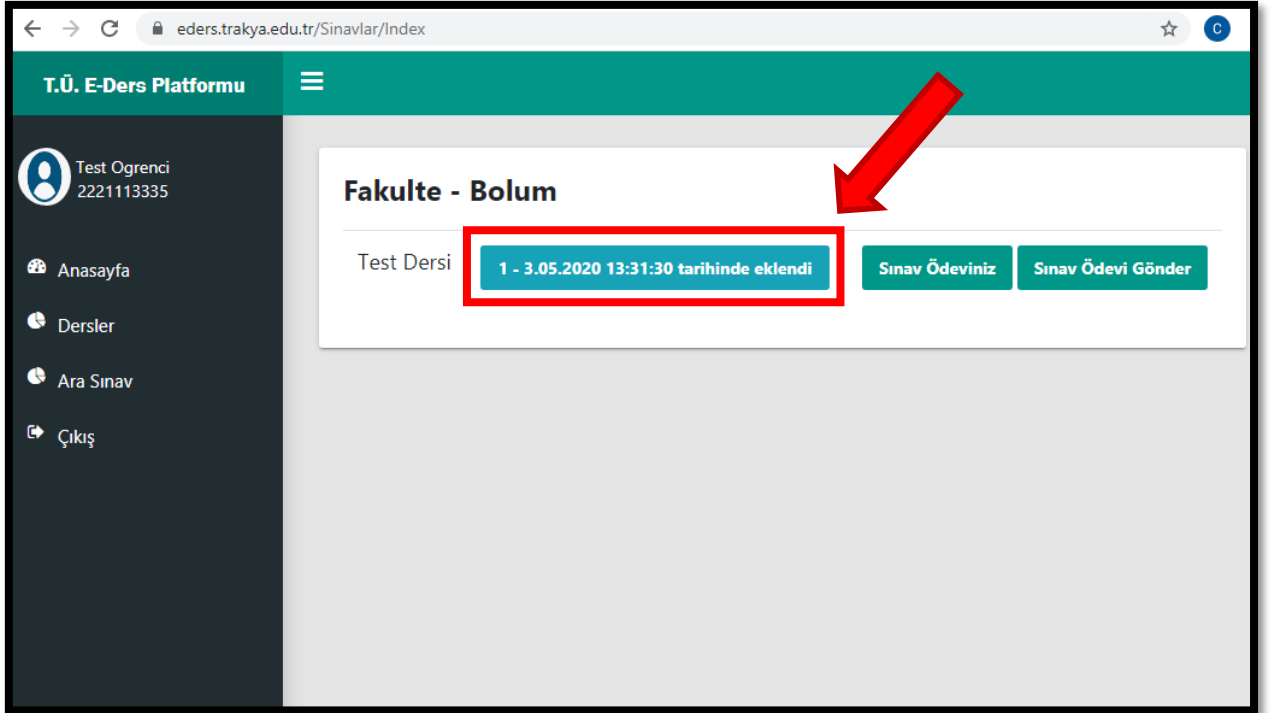 eders.trakya.edu.tr/Sinavlar/Index
C
T.Ü. E-Ders Platformu
Test Ogrenci
2221113335
Anasayfa
Dersler
Ara Sınav
Çıkış
Fakulte - Bolum
Test Dersi 1 - 3.05.2020 13:31:30 tarihinde eklendi Sınav Ödeviniz Sınav Ödevi Gönder